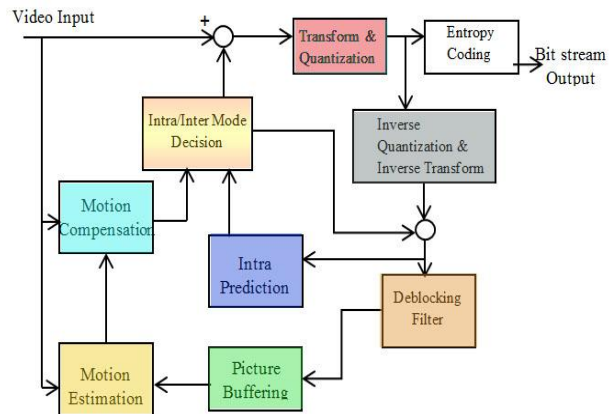 Video Input
+
Transform &
Quantization
Entropy
Coding
Bit stream
Output
Intra/Inter Mode
Decision
Inverse
Quantization &
Inverse Transform
Motion
Compensation
Intra
Prediction
Deblocking
Filter
Picture
Buffering
Motion
Estimation